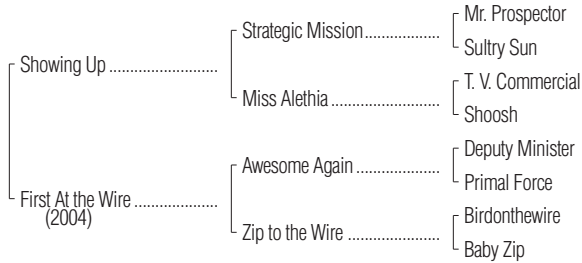 Mr. Prospector
Strategic Mission..................
Sultry Sun
Showing Up ..........................
T. V. Commercial
Miss Alethia ..........................
Shoosh
Deputy Minister
Awesome Again ....................
Primal Force
First At the Wire ....................
(2004)
Birdonthewire
Zip to the Wire ......................
Baby Zip